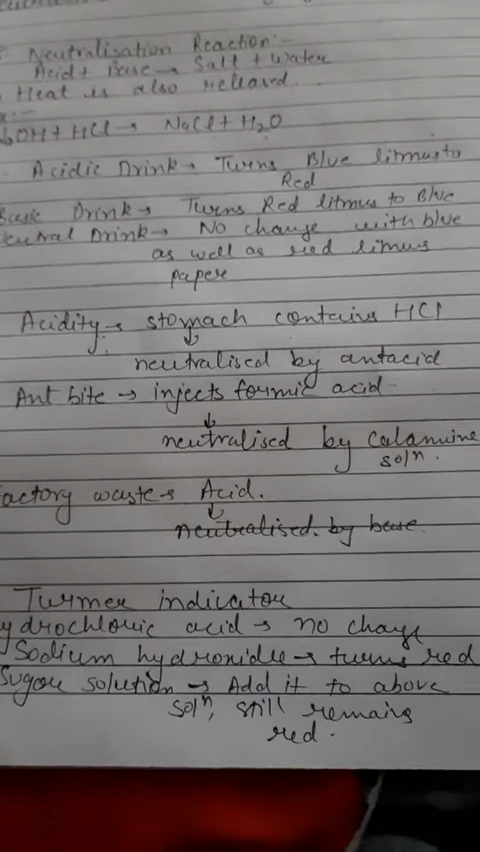 Neutralisation Reaction:-
Acid + Base → Salt + Water
Heat is also released.
OH + HCl → NaCl + H2O
Acidic Drink → Turns Blue litmus to
Red
Basic Drink → Turns Red litmus to Blue
Neutral Drink → No change with blue
as well as red limus
paper
Acidity → stomach contains HCl
↓
neutralised by antacid
Ant bite → injects formic acid
↓
neutralised by Calamine
solⁿ.
factory waste → Acid.
↓
neutralised by base
Turmer indicator
ydrochloric acid → no change
Sodium hydroxide → turns red
Sugar solution → Add it to above
solⁿ, still remains
red.